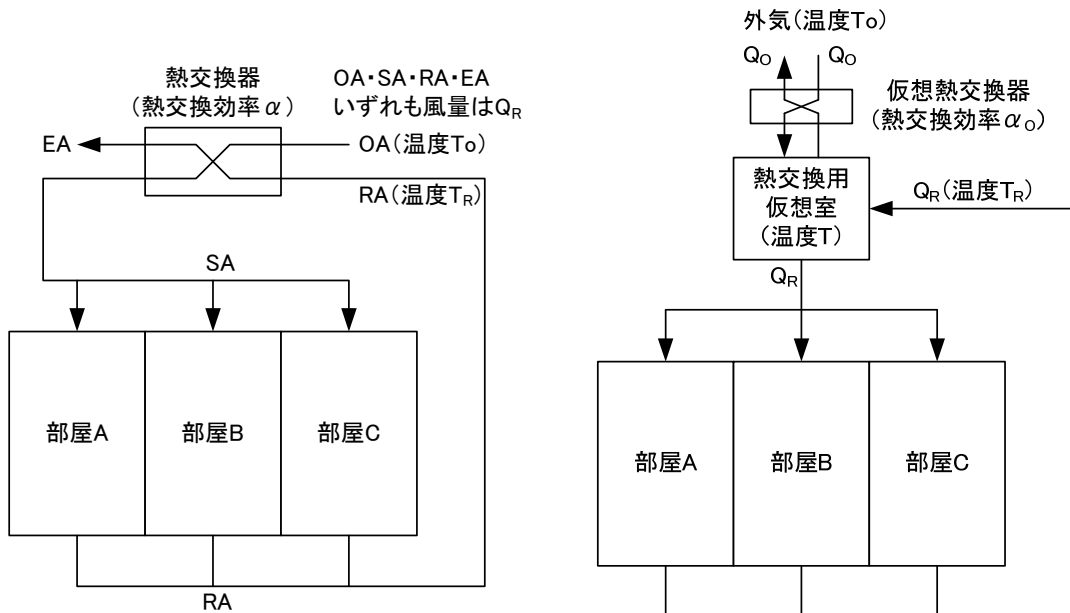 熱交換器
(熱交換効率α)
OA・SA・RA・EA
いずれも風量はQR
EA
OA(温度To)
RA(温度TR)
SA
部屋A
部屋B
部屋C
RA
外気(温度To)
QO
QO
仮想熱交換器
(熱交換効率αO)
熱交換用
仮想室
(温度T)
QR(温度TR)
QR
部屋A
部屋B
部屋C